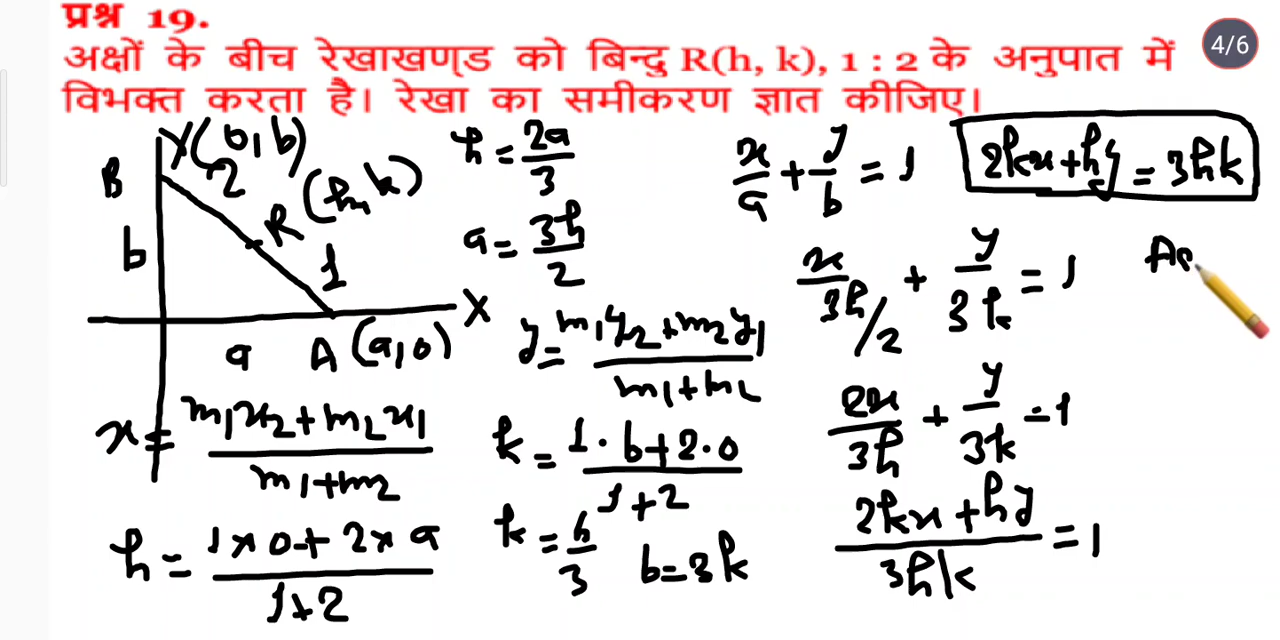 4/6
प्रश्न 19.
अक्षों के बीच रेखाखण्ड को बिन्दु R(h, k), 1 : 2 के अनुपात में
विभक्त करता है। रेखा का समीकरण ज्ञात कीजिए।
Y(0, b)
B
2
R (h, k)
b
1
X
a A (a, 0)
x = m₁x₂ + m₂x₁ / m₁ + m₂
h = 1 × 0 + 2 × a / 1 + 2
h = 2a / 3
a = 3h / 2
y = m₁y₂ + m₂y₁ / m₁ + m₂
k = 1 · b + 2 · 0 / 1 + 2
k = b / 3 b = 3k
x / a + y / b = 1
x / 3h/2 + y / 3k = 1
2x / 3h + y / 3k = 1
2kx + hy / 3hk = 1
2kx + hy = 3hk